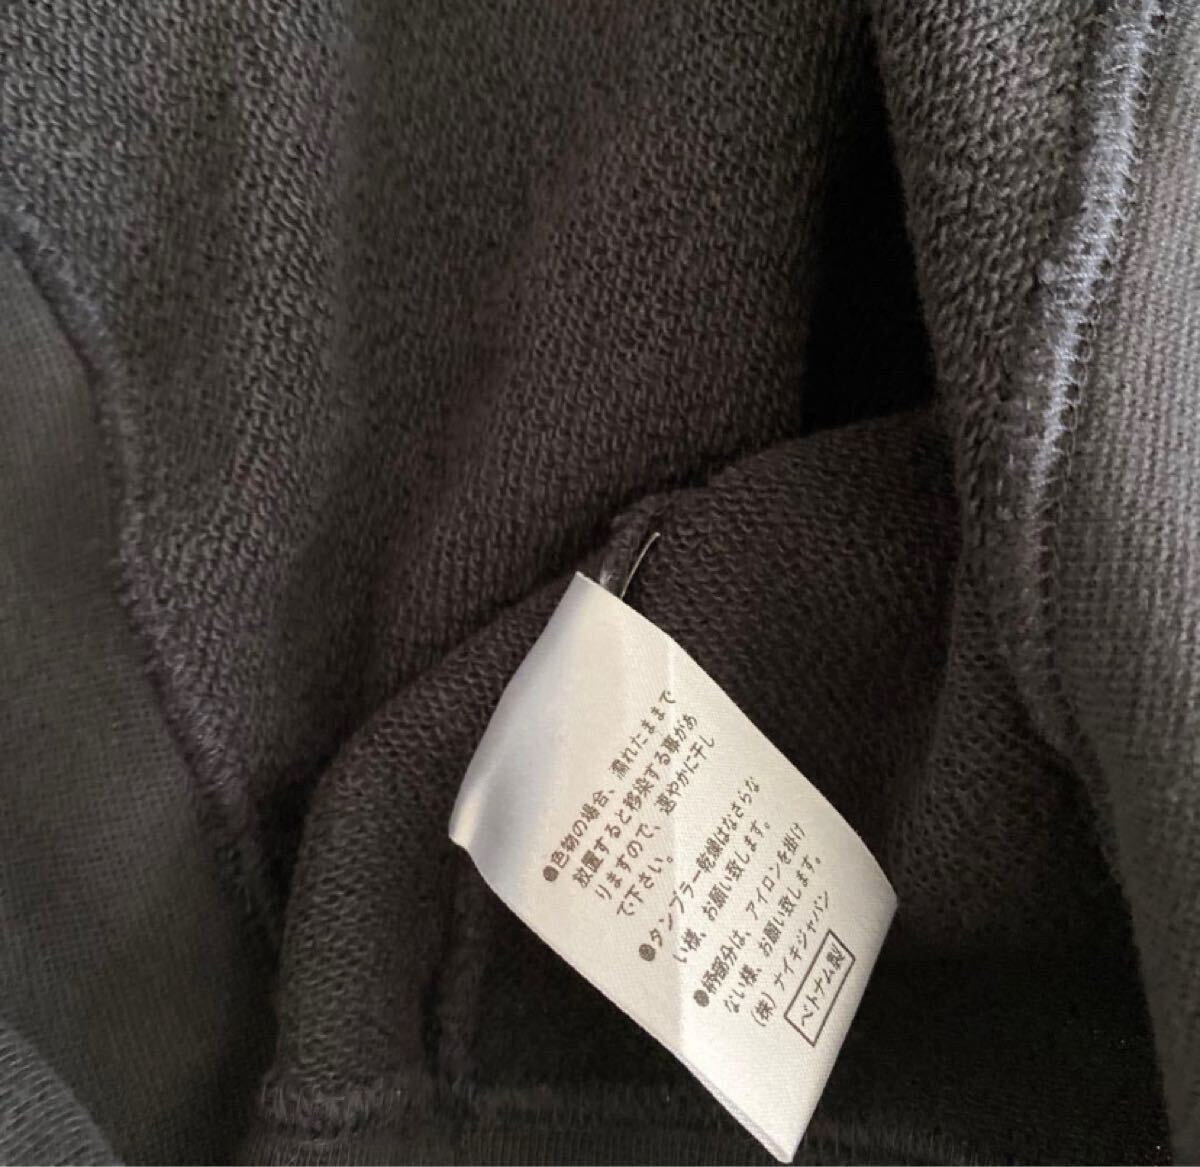 ●色物の場合、濡れたままで
放置すると移染する事があ
りますので、速やかに干し
て下さい。
●タンブラー乾燥はなさらな
い様、お願い致します。
●柄部分は、アイロンを掛け
ない様、お願い致します。
(株)ナイキジャパン
ベトナム製